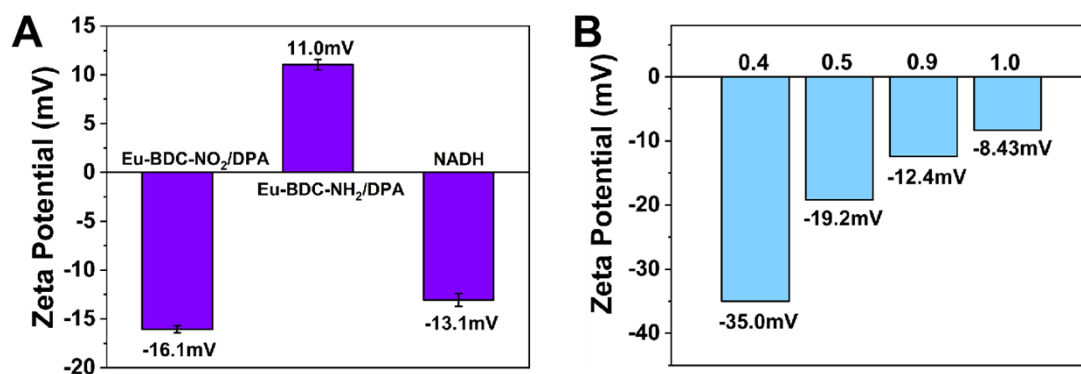 A
Zeta Potential (mV)
15
10
5
0
-5
-10
-15
-20
11.0mV
Eu-BDC-NO₂/DPA
NADH
Eu-BDC-NH₂/DPA
-16.1mV
-13.1mV
B
Zeta Potential (mV)
0
-10
-20
-30
-40
0.4 0.5 0.9 1.0
-8.43mV
-12.4mV
-19.2mV
-35.0mV